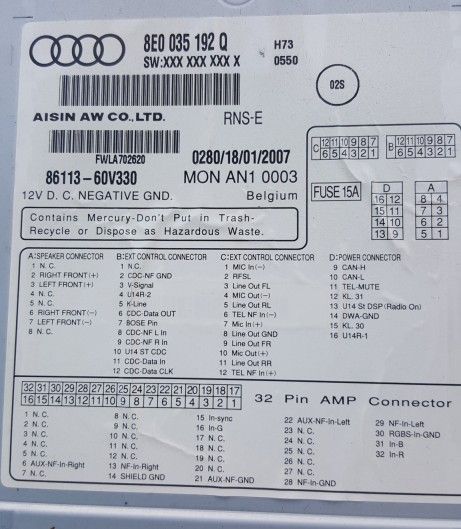 8E0 035 192 Q
H73
SW:XXX XXX XXX X
0550
02S
AISIN AW CO., LTD.
RNS-E
FWLA702620
0280/18/01/2007
86113-60V330
MON AN1 0003
12V D. C. NEGATIVE GND.
Belgium
Contains Mercury-Don't Put in Trash-
Recycle or Dispose as Hazardous Waste.
C 12 11 10 9 8 7
6 5 4 3 2 1
B 12 11 10 9 8 7
6 5 4 3 2 1
FUSE 15A
D
16 12
15 11
14 10
13 9
A
8 4
7 3
6 2
5 1
A:SPEAKER CONNECTOR
1 N. C.
2 RIGHT FRONT(+)
3 LEFT FRONT(+)
4 N. C.
5 N. C.
6 RIGHT FRONT(-)
7 LEFT FRONT(-)
8 N. C.
B:EXT CONTROL CONNECTOR
1 N.C.
2 CDC-NF GND
3 V-Signal
4 U14R-2
5 K-Line
6 CDC-Data OUT
7 BOSE Pin
8 CDC-NF L In
9 CDC-NF R In
10 U14 ST CDC
11 CDC-Data In
12 CDC-Data CLK
C:EXT CONTROL CONNECTOR
1 MIC In(-)
2 RFSL
3 Line Out FL
4 MIC Out(-)
5 Line Out RL
6 TEL NF In(-)
7 Mic In(+)
8 Line Out GND
9 Line Out FR
10 Mic Out(+)
11 Line Out RR
12 TEL NF In(+)
D:POWER CONNECTOR
9 CAN-H
10 CAN-L
11 TEL-MUTE
12 KL. 31
13 U14 St DSP (Radio On)
14 DWA-GND
15 KL. 30
16 U14R-1
32 31 30 29 28 27 26 25 24 23 22 21 20 19 18 17
16 15 14 13 12 11 10 9 8 7 6 5 4 3 2 1
32 Pin AMP Connector
1 N. C.
2 N. C.
3 N. C.
4 N. C.
5 N. C.
6 AUX-NF-In-Right
7 N. C.
8 N. C.
9 N. C.
10 N. C.
11 N. C.
12 N. C.
13 NF-In-Right
14 SHIELD GND
15 In-sync
16 In-G
17 N. C.
18 N. C.
19 N. C.
20 N. C.
21 AUX-NF-GND
22 AUX-NF-In-Left
23 N. C.
24 N. C.
25 N. C.
26 N. C.
27 N. C.
28 NF-In-GND
29 NF-In-Left
30 RGBS-In-GND
31 In-B
32 In-R